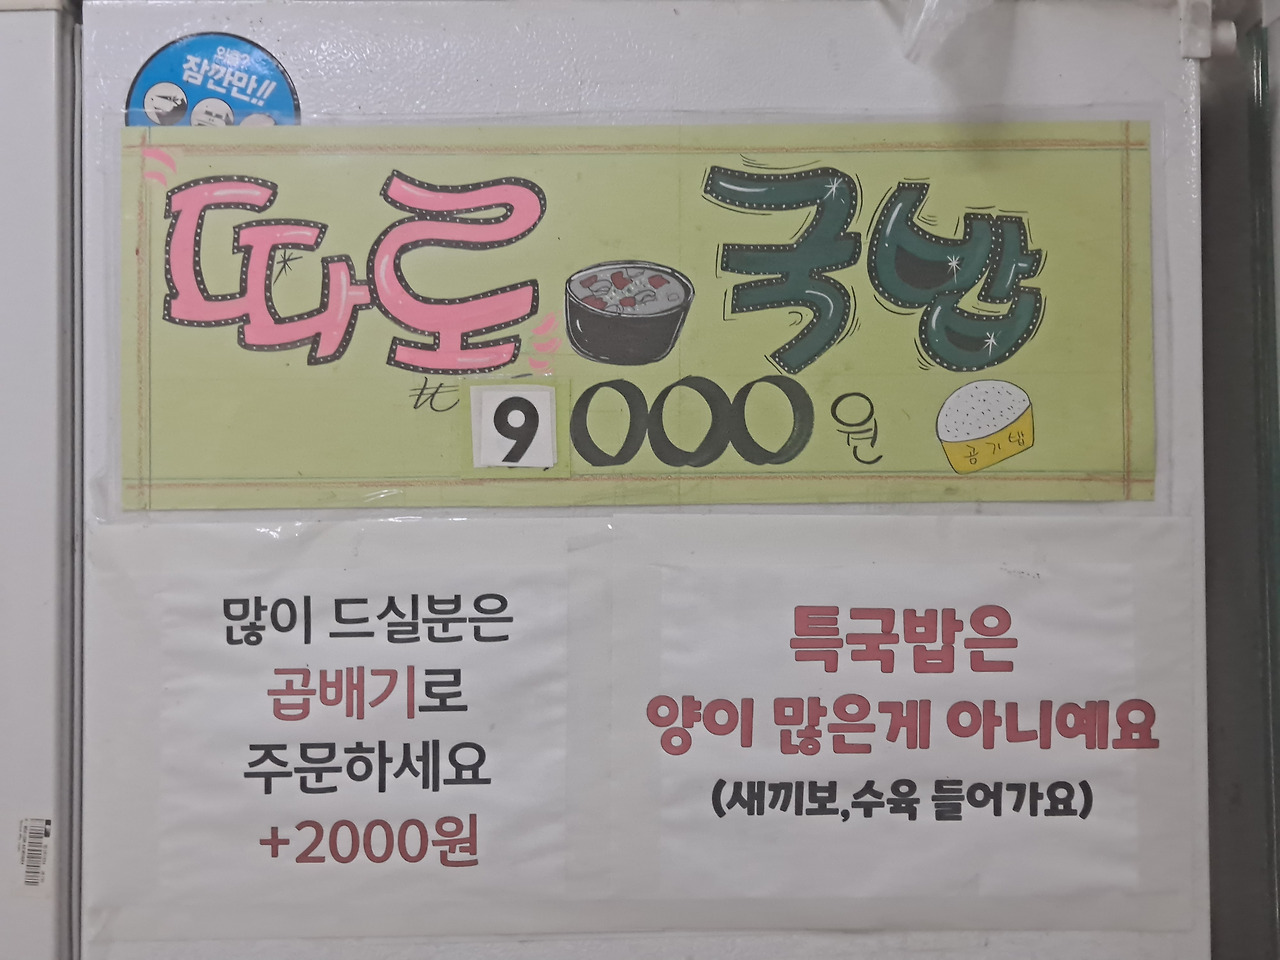 잠깐만!!
따로 국밥
9000원
공기밥
많이 드실분은
곱배기로
주문하세요
+2000원
특국밥은
양이 많은게 아니예요
(새끼보,수육 들어가요)